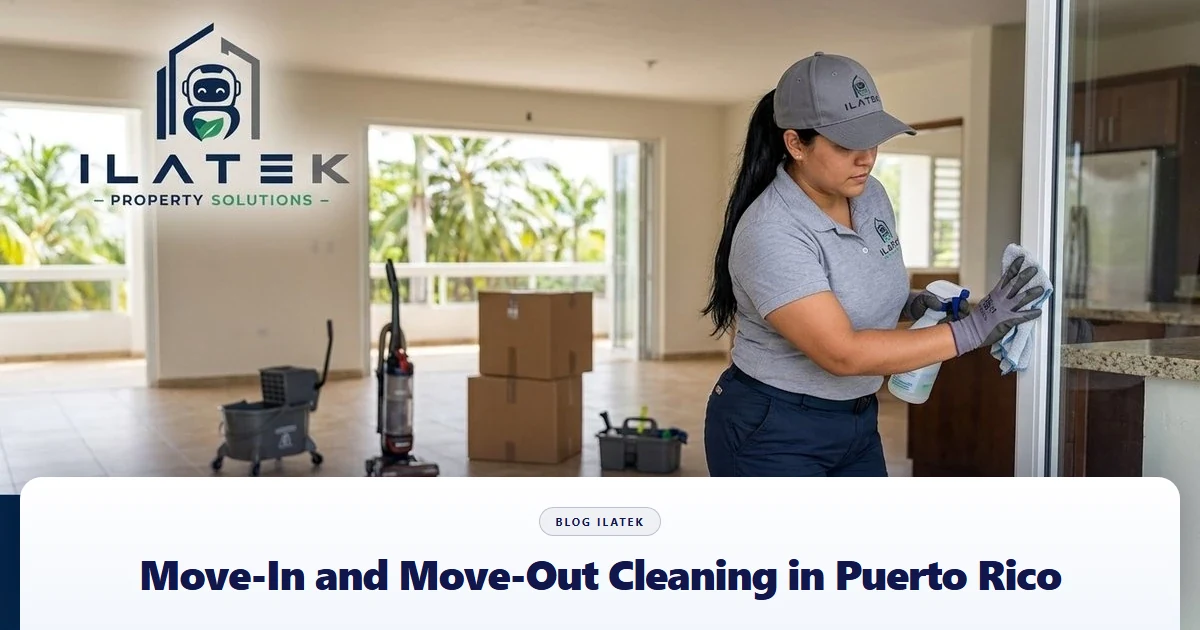 ILATEK
– PROPERTY SOLUTIONS –
ILATEK
BLOG ILATEK
Move-In and Move-Out Cleaning in Puerto Rico